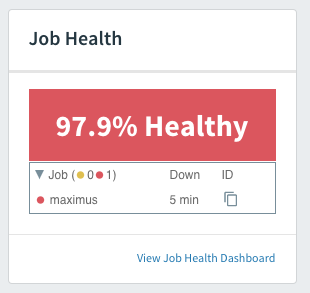 Job Health
97.9% Healthy
▼ Job (● 0 ● 1) Down ID
● maximus 5 min
View Job Health Dashboard